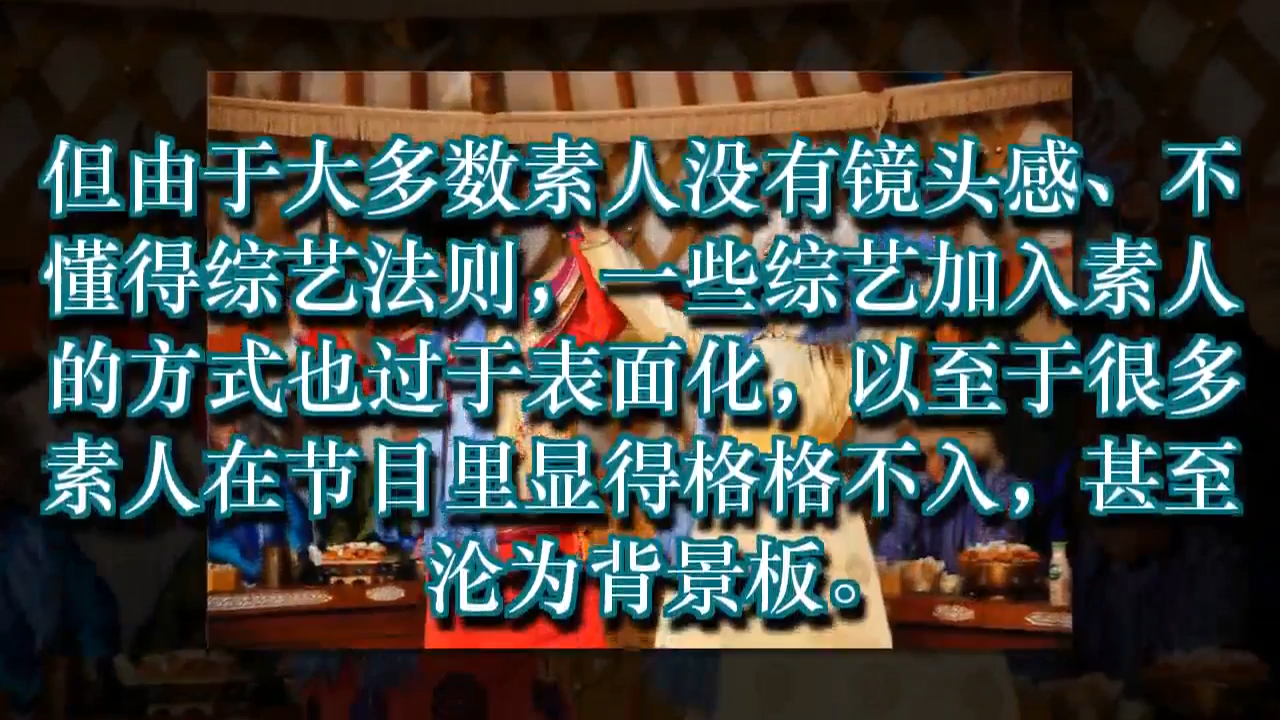 但由于大多数素人没有镜头感、不
懂得综艺法则，一些综艺加入素人
的方式也过于表面化，以至于很多
素人在节目里显得格格不入，甚至
沦为背景板。